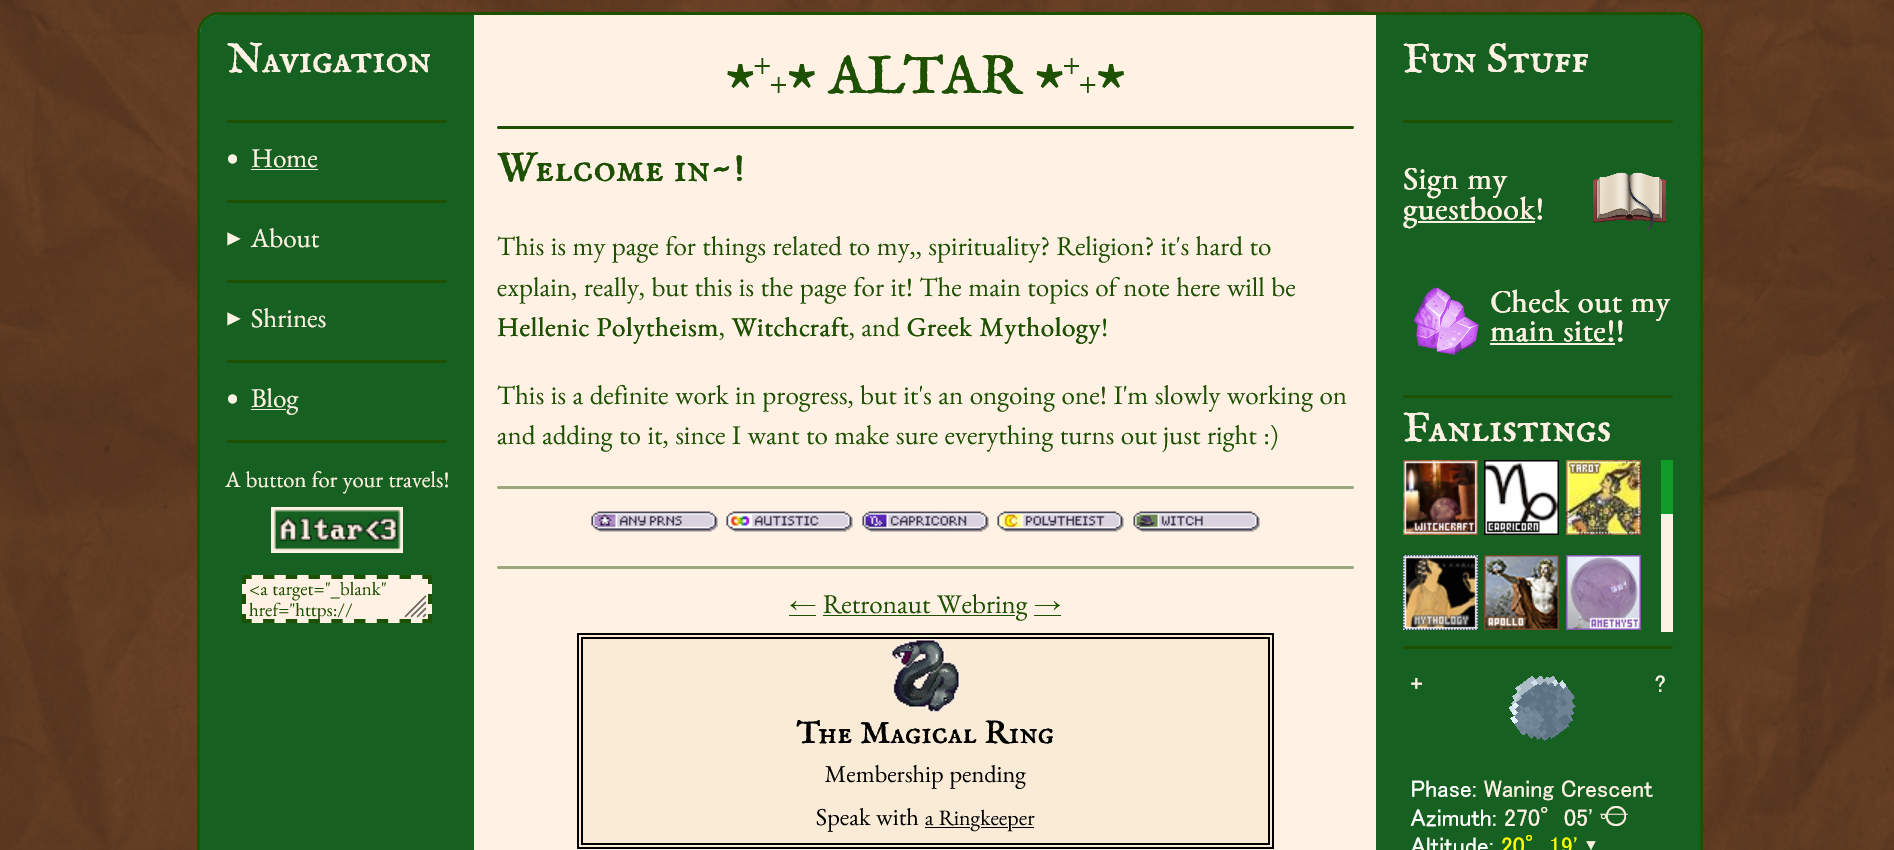 Navigation
Home
About
Shrines
Blog
A button for your travels!
Altar<3
<a target="_blank"
href="https://
★⁺₊★ ALTAR ★⁺₊★
Welcome in~!
This is my page for things related to my,, spirituality? Religion? it's hard to
explain, really, but this is the page for it! The main topics of note here will be
Hellenic Polytheism, Witchcraft, and Greek Mythology!
This is a definite work in progress, but it's an ongoing one! I'm slowly working on
and adding to it, since I want to make sure everything turns out just right :)
ANY PRNS AUTISTIC CAPRICORN POLYTHEIST WITCH
← Retronaut Webring →
The Magical Ring
Membership pending
Speak with a Ringkeeper
Fun Stuff
Sign my
guestbook!
Check out my
main site!!
Fanlistings
WITCHCRAFT CAPRICORN TAROT
MYTHOLOGY APOLLO AMETHYST
+ ?
Phase: Waning Crescent
Azimuth: 270° 05'
Altitude: 20° 19' ▼